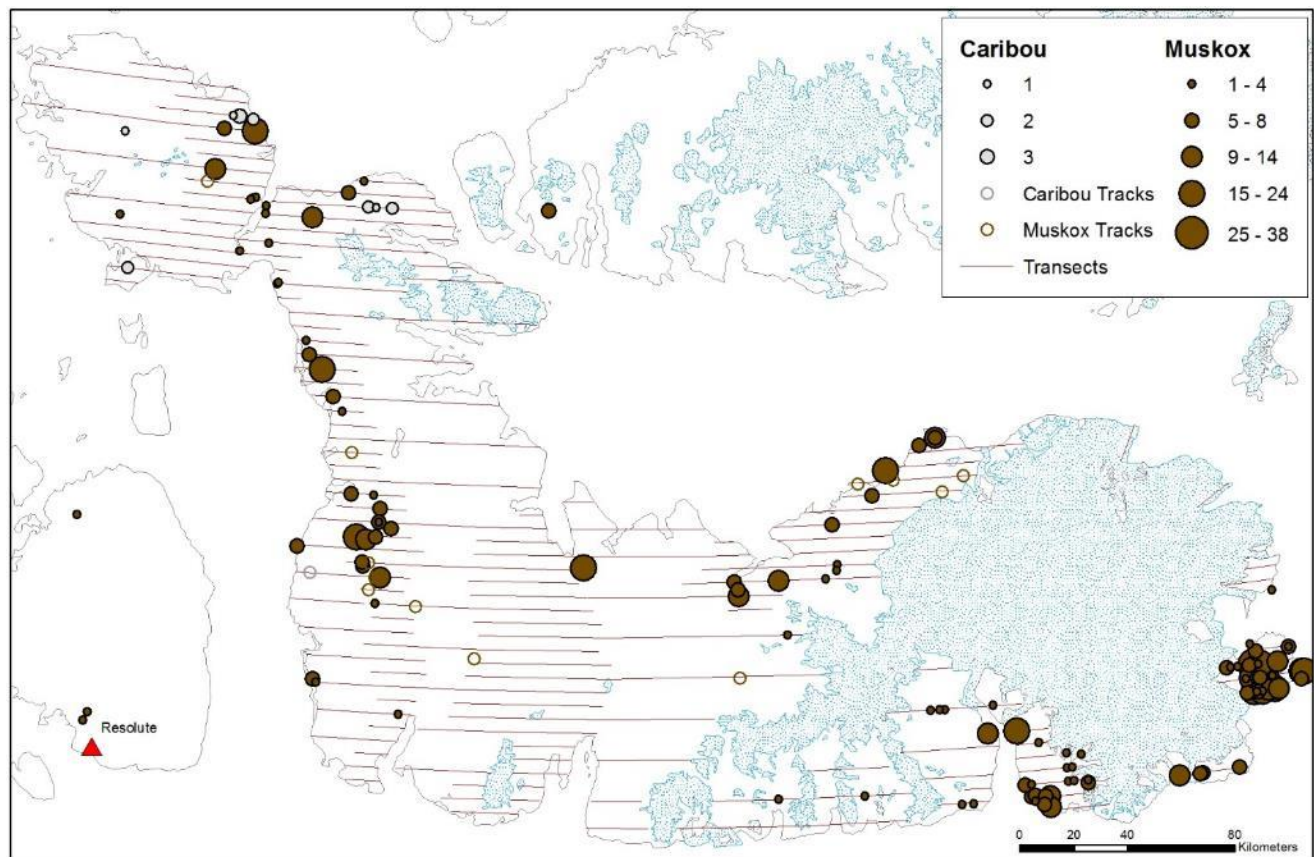 Caribou
1
2
3
Caribou Tracks
Muskox Tracks
Transects
Muskox
1 - 4
5 - 8
9 - 14
15 - 24
25 - 38
Resolute
0 20 40 80
Kilometers